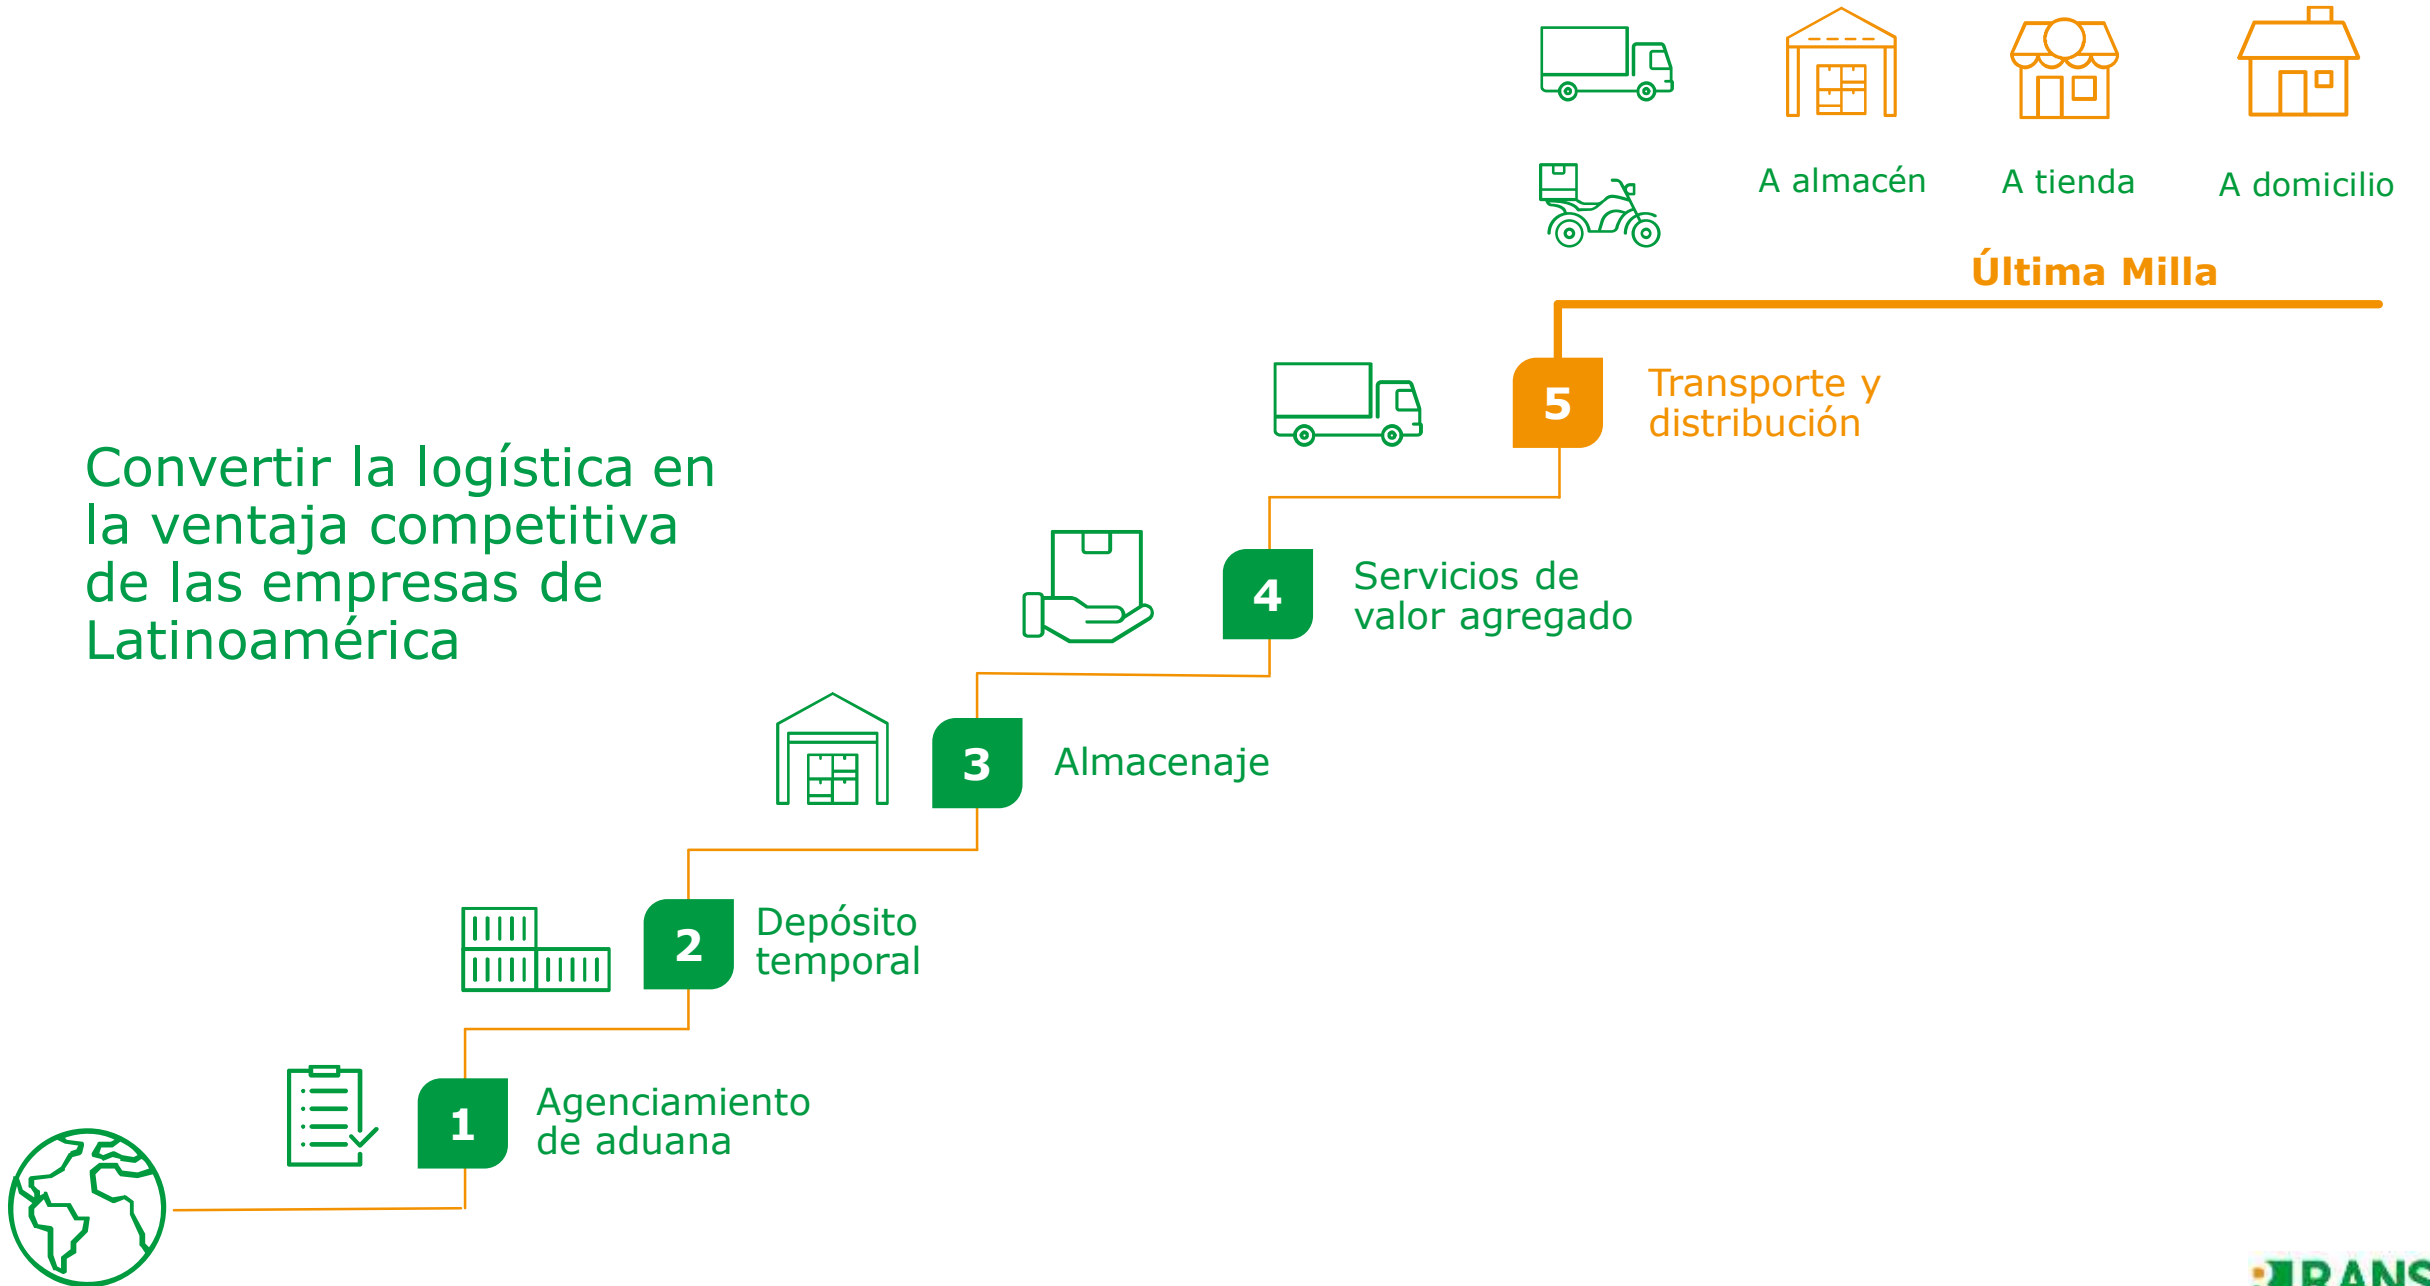 A almacén
A tienda
A domicilio
Última Milla
5
Transporte y
distribución
Convertir la logística en
la ventaja competitiva
de las empresas de
Latinoamérica
4
Servicios de
valor agregado
3
Almacenaje
2
Depósito
temporal
1
Agenciamiento
de aduana